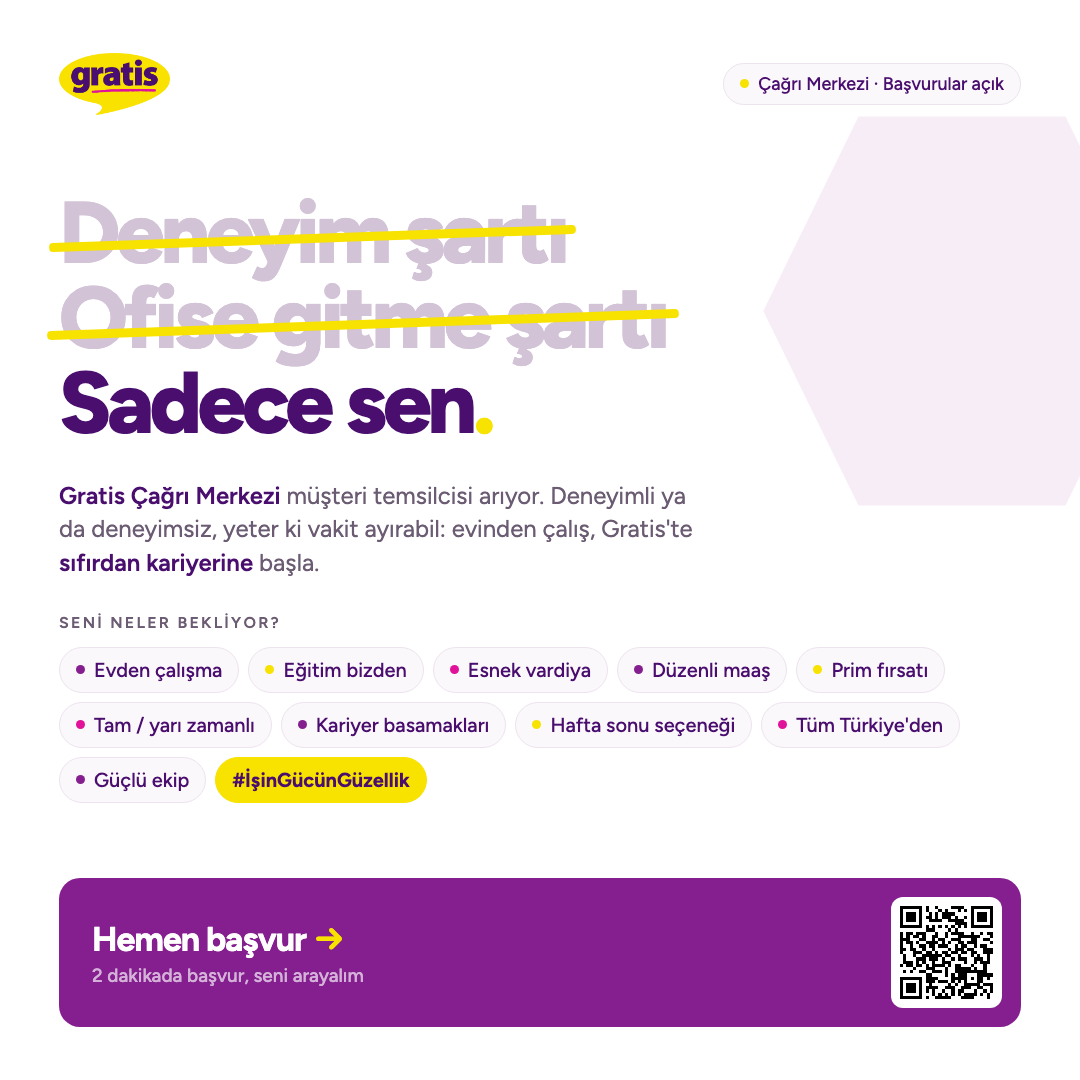 gratis
Çağrı Merkezi · Başvurular açık
Deneyim şartı
Ofise gitme şartı
Sadece sen.
Gratis Çağrı Merkezi müşteri temsilcisi arıyor. Deneyimli ya
da deneyimsiz, yeter ki vakit ayırabil: evinden çalış, Gratis'te
sıfırdan kariyerine başla.
SENİ NELER BEKLİYOR?
Evden çalışma Eğitim bizden Esnek vardiya Düzenli maaş Prim fırsatı
Tam / yarı zamanlı Kariyer basamakları Hafta sonu seçeneği Tüm Türkiye'den
Güçlü ekip #İşinGücünGüzellik
Hemen başvur →
2 dakikada başvur, seni arayalım